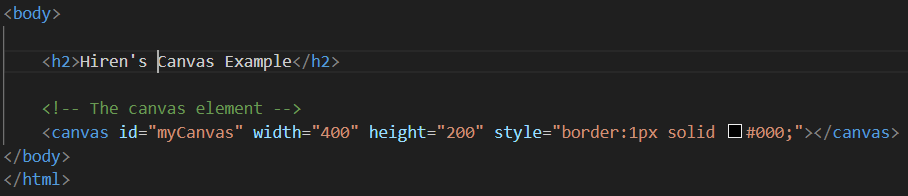 <body>
<h2>Hiren's Canvas Example</h2>
<!-- The canvas element -->
<canvas id="myCanvas" width="400" height="200" style="border:1px solid #000;"></canvas>
</body>
</html>